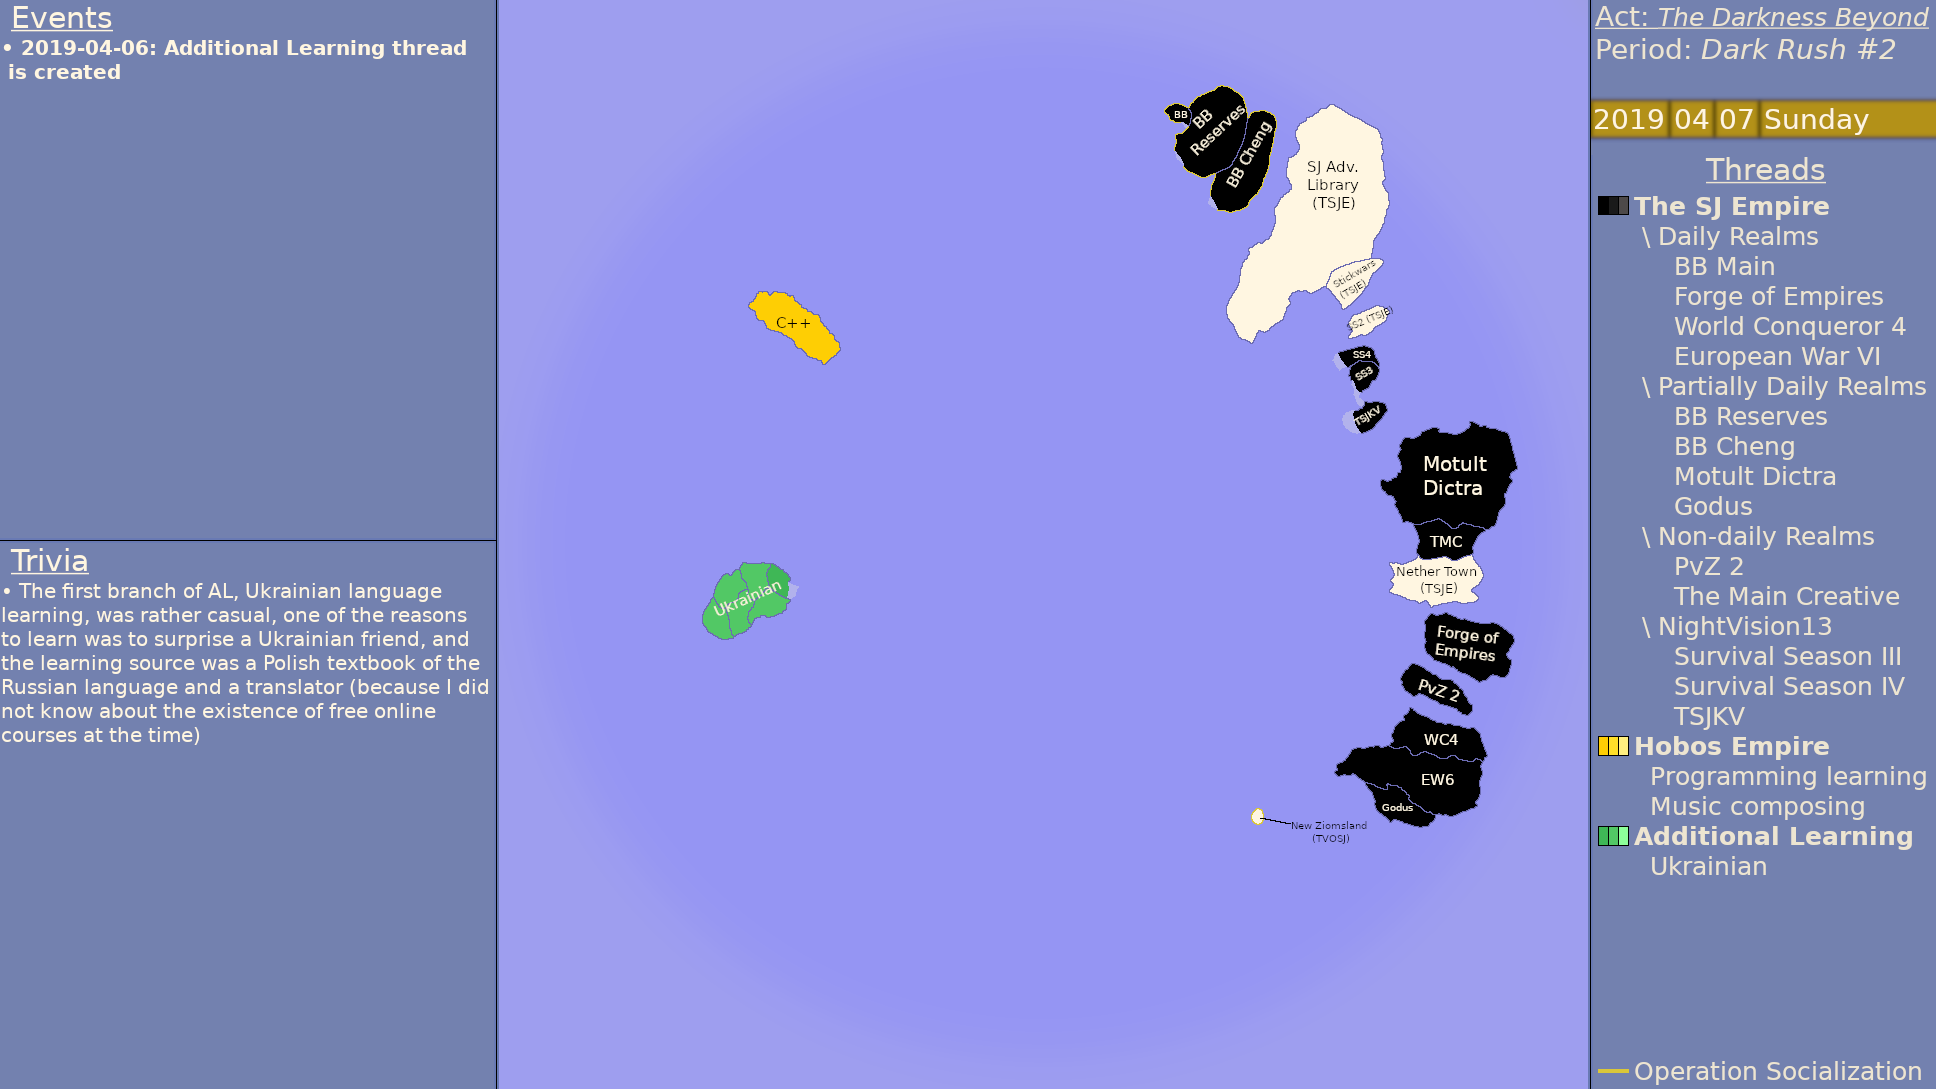 Events
• 2019-04-06: Additional Learning thread
is created
Trivia
• The first branch of AL, Ukrainian language
learning, was rather casual, one of the reasons
to learn was to surprise a Ukrainian friend, and
the learning source was a Polish textbook of the
Russian language and a translator (because I did
not know about the existence of free online
courses at the time)
BB
BB
Reserves
BB Cheng
SJ Adv.
Library
(TSJE)
Stickwars
(TSJE)
SS2 (TSJE)
SS4
SS3
TSJKV
C++
Motult
Dictra
TMC
Nether Town
(TSJE)
Ukrainian
Forge of
Empires
PvZ 2
WC4
EW6
Godus
New Ziomsland
(TVOSJ)
Act: The Darkness Beyond
Period: Dark Rush #2
2019 04 07 Sunday
Threads
The SJ Empire
\ Daily Realms
BB Main
Forge of Empires
World Conqueror 4
European War VI
\ Partially Daily Realms
BB Reserves
BB Cheng
Motult Dictra
Godus
\ Non-daily Realms
PvZ 2
The Main Creative
\ NightVision13
Survival Season III
Survival Season IV
TSJKV
Hobos Empire
Programming learning
Music composing
Additional Learning
Ukrainian
Operation Socialization